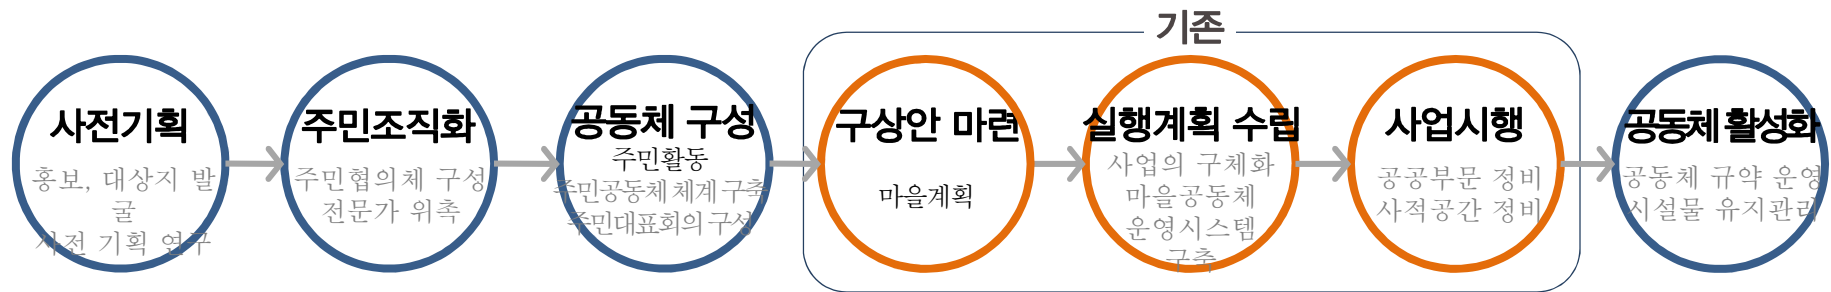 기존
사전기획
홍보, 대상지 발
굴
사전 기획 연구
주민조직화
주민협의체 구성
전문가 위촉
공동체 구성
주민활동
주민공동체 체계 구축
주민대표회의 구성
구상안 마련
마을계획
실행계획 수립
사업의 구체화
마을공동체
운영시스템
구축
사업시행
공공부문 정비
사적공간 정비
공동체 활성화
공동체 규약 운영
시설물 유지관리